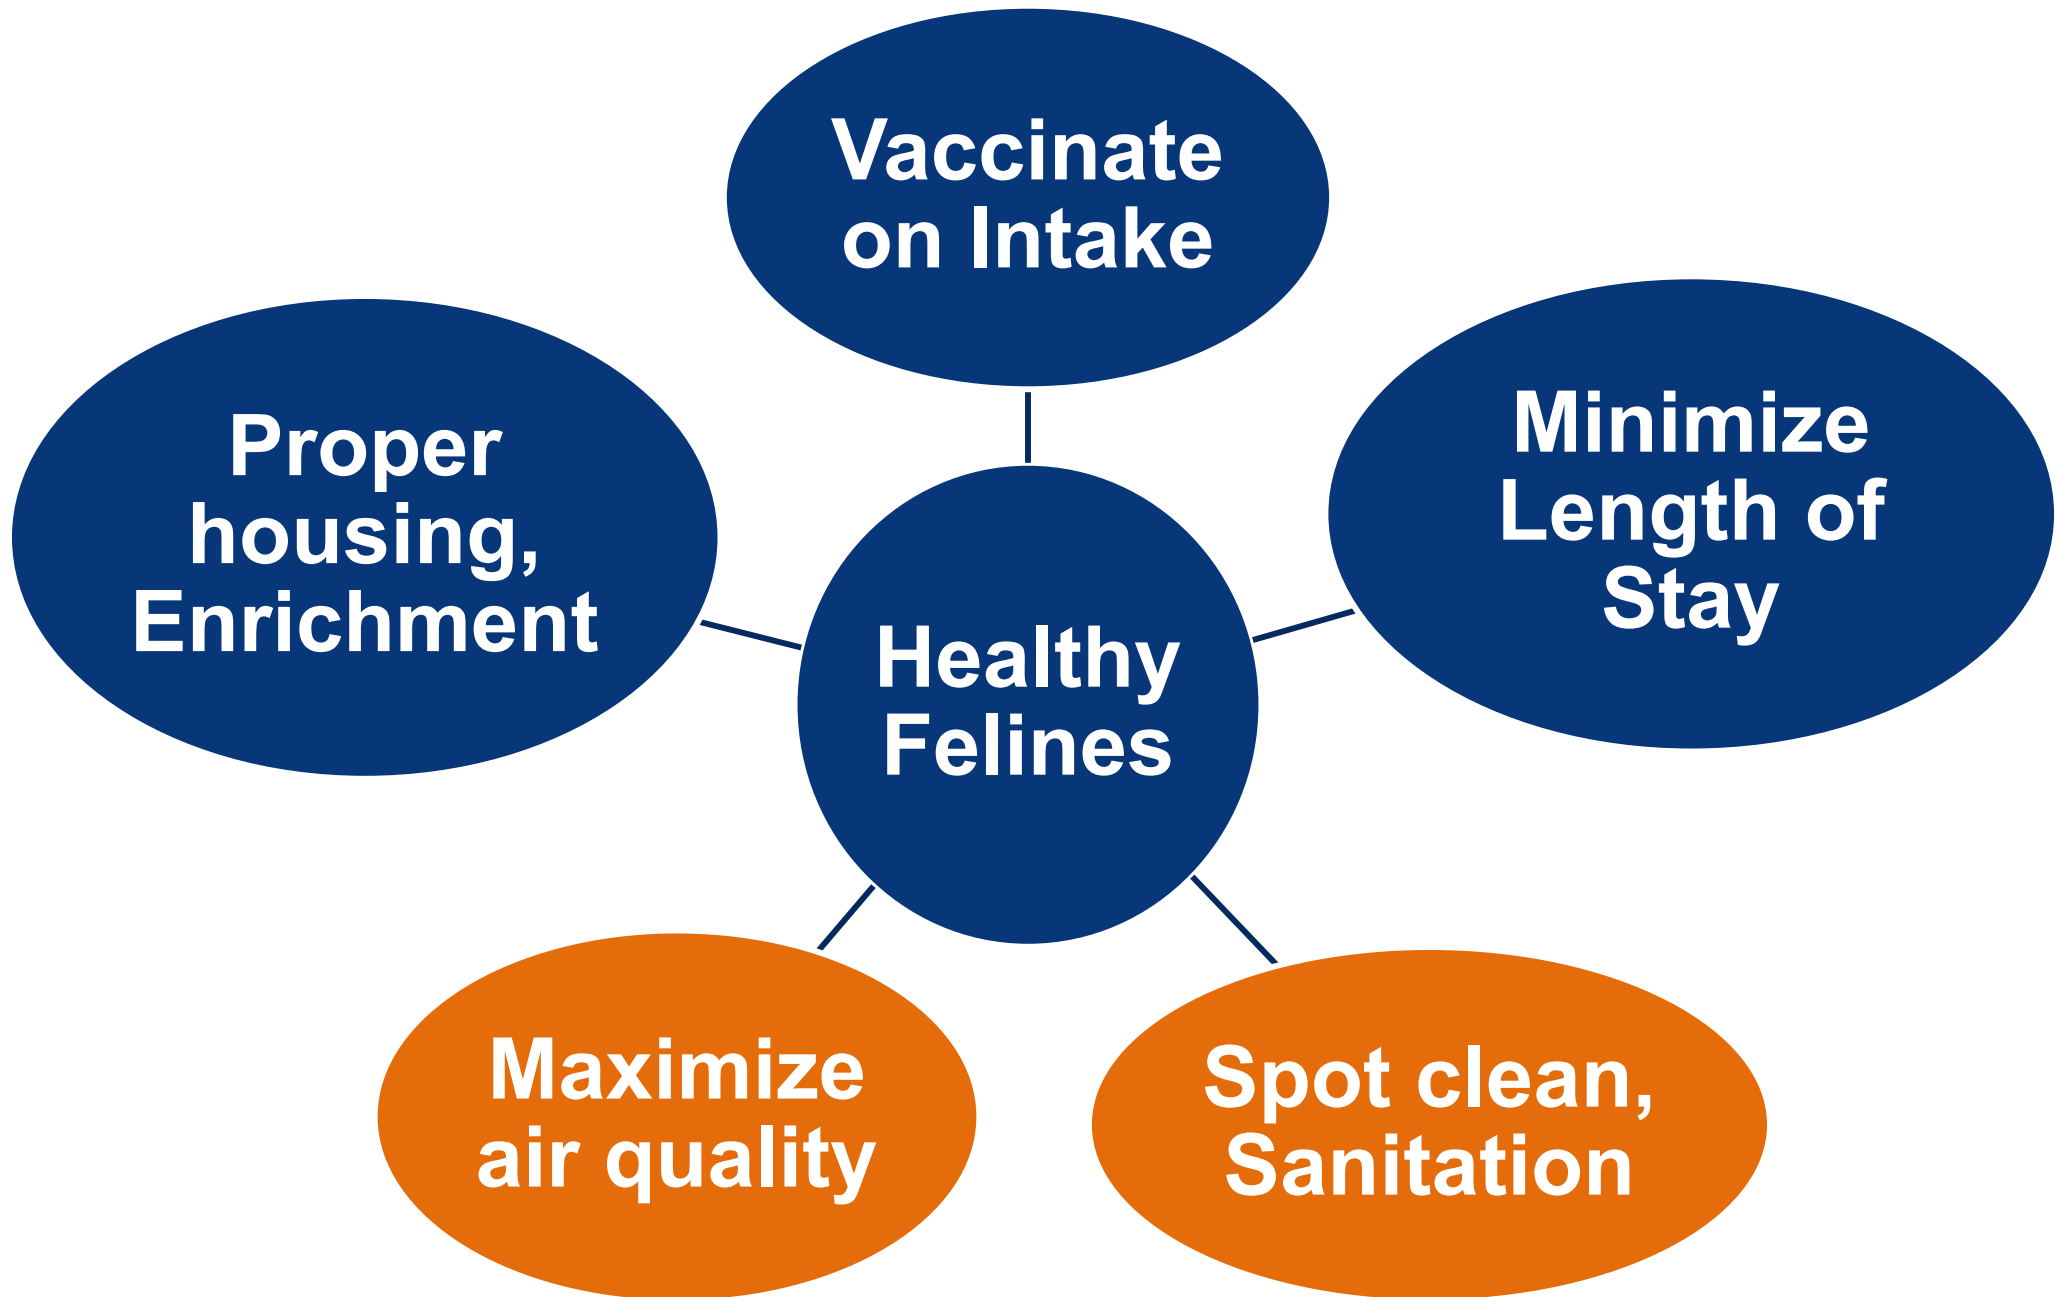 Vaccinate
on Intake
Proper
housing,
Enrichment
Minimize
Length of
Stay
Healthy
Felines
Maximize
air quality
Spot clean,
Sanitation